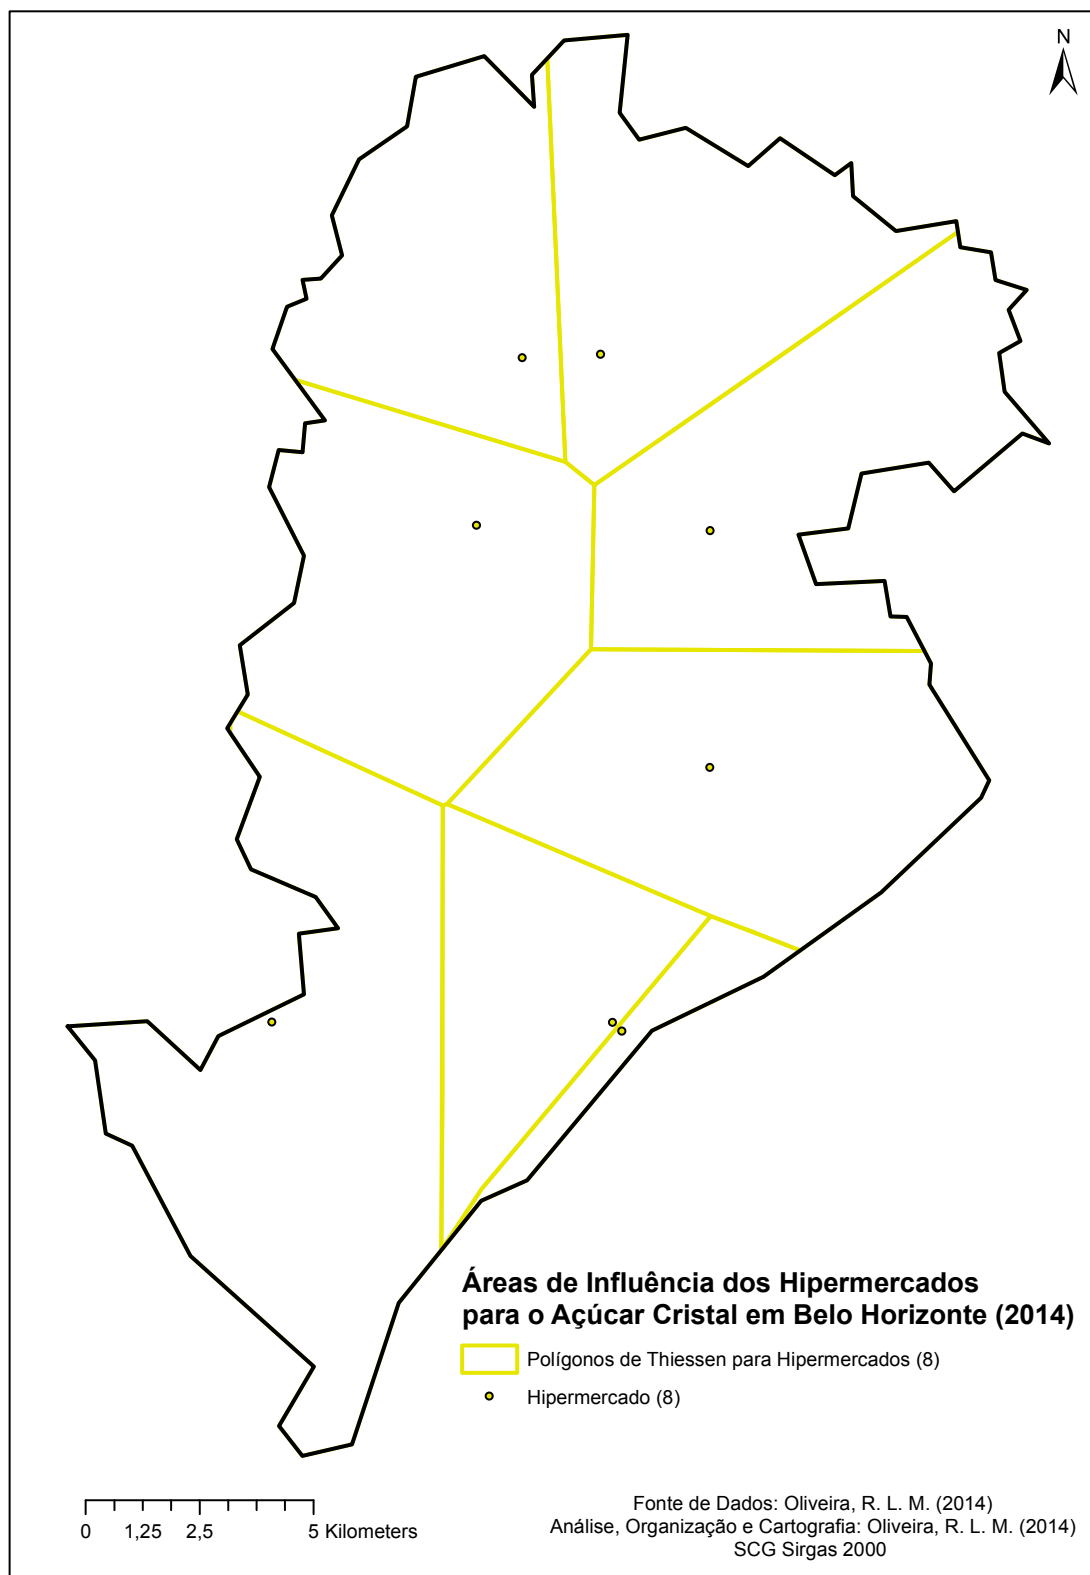 N
Áreas de Influência dos Hipermercados
para o Açúcar Cristal em Belo Horizonte (2014)
Polígonos de Thiessen para Hipermercados (8)
Hipermercado (8)
0 1,25 2,5 5 Kilometers
Fonte de Dados: Oliveira, R. L. M. (2014)
Análise, Organização e Cartografia: Oliveira, R. L. M. (2014)
SCG Sirgas 2000